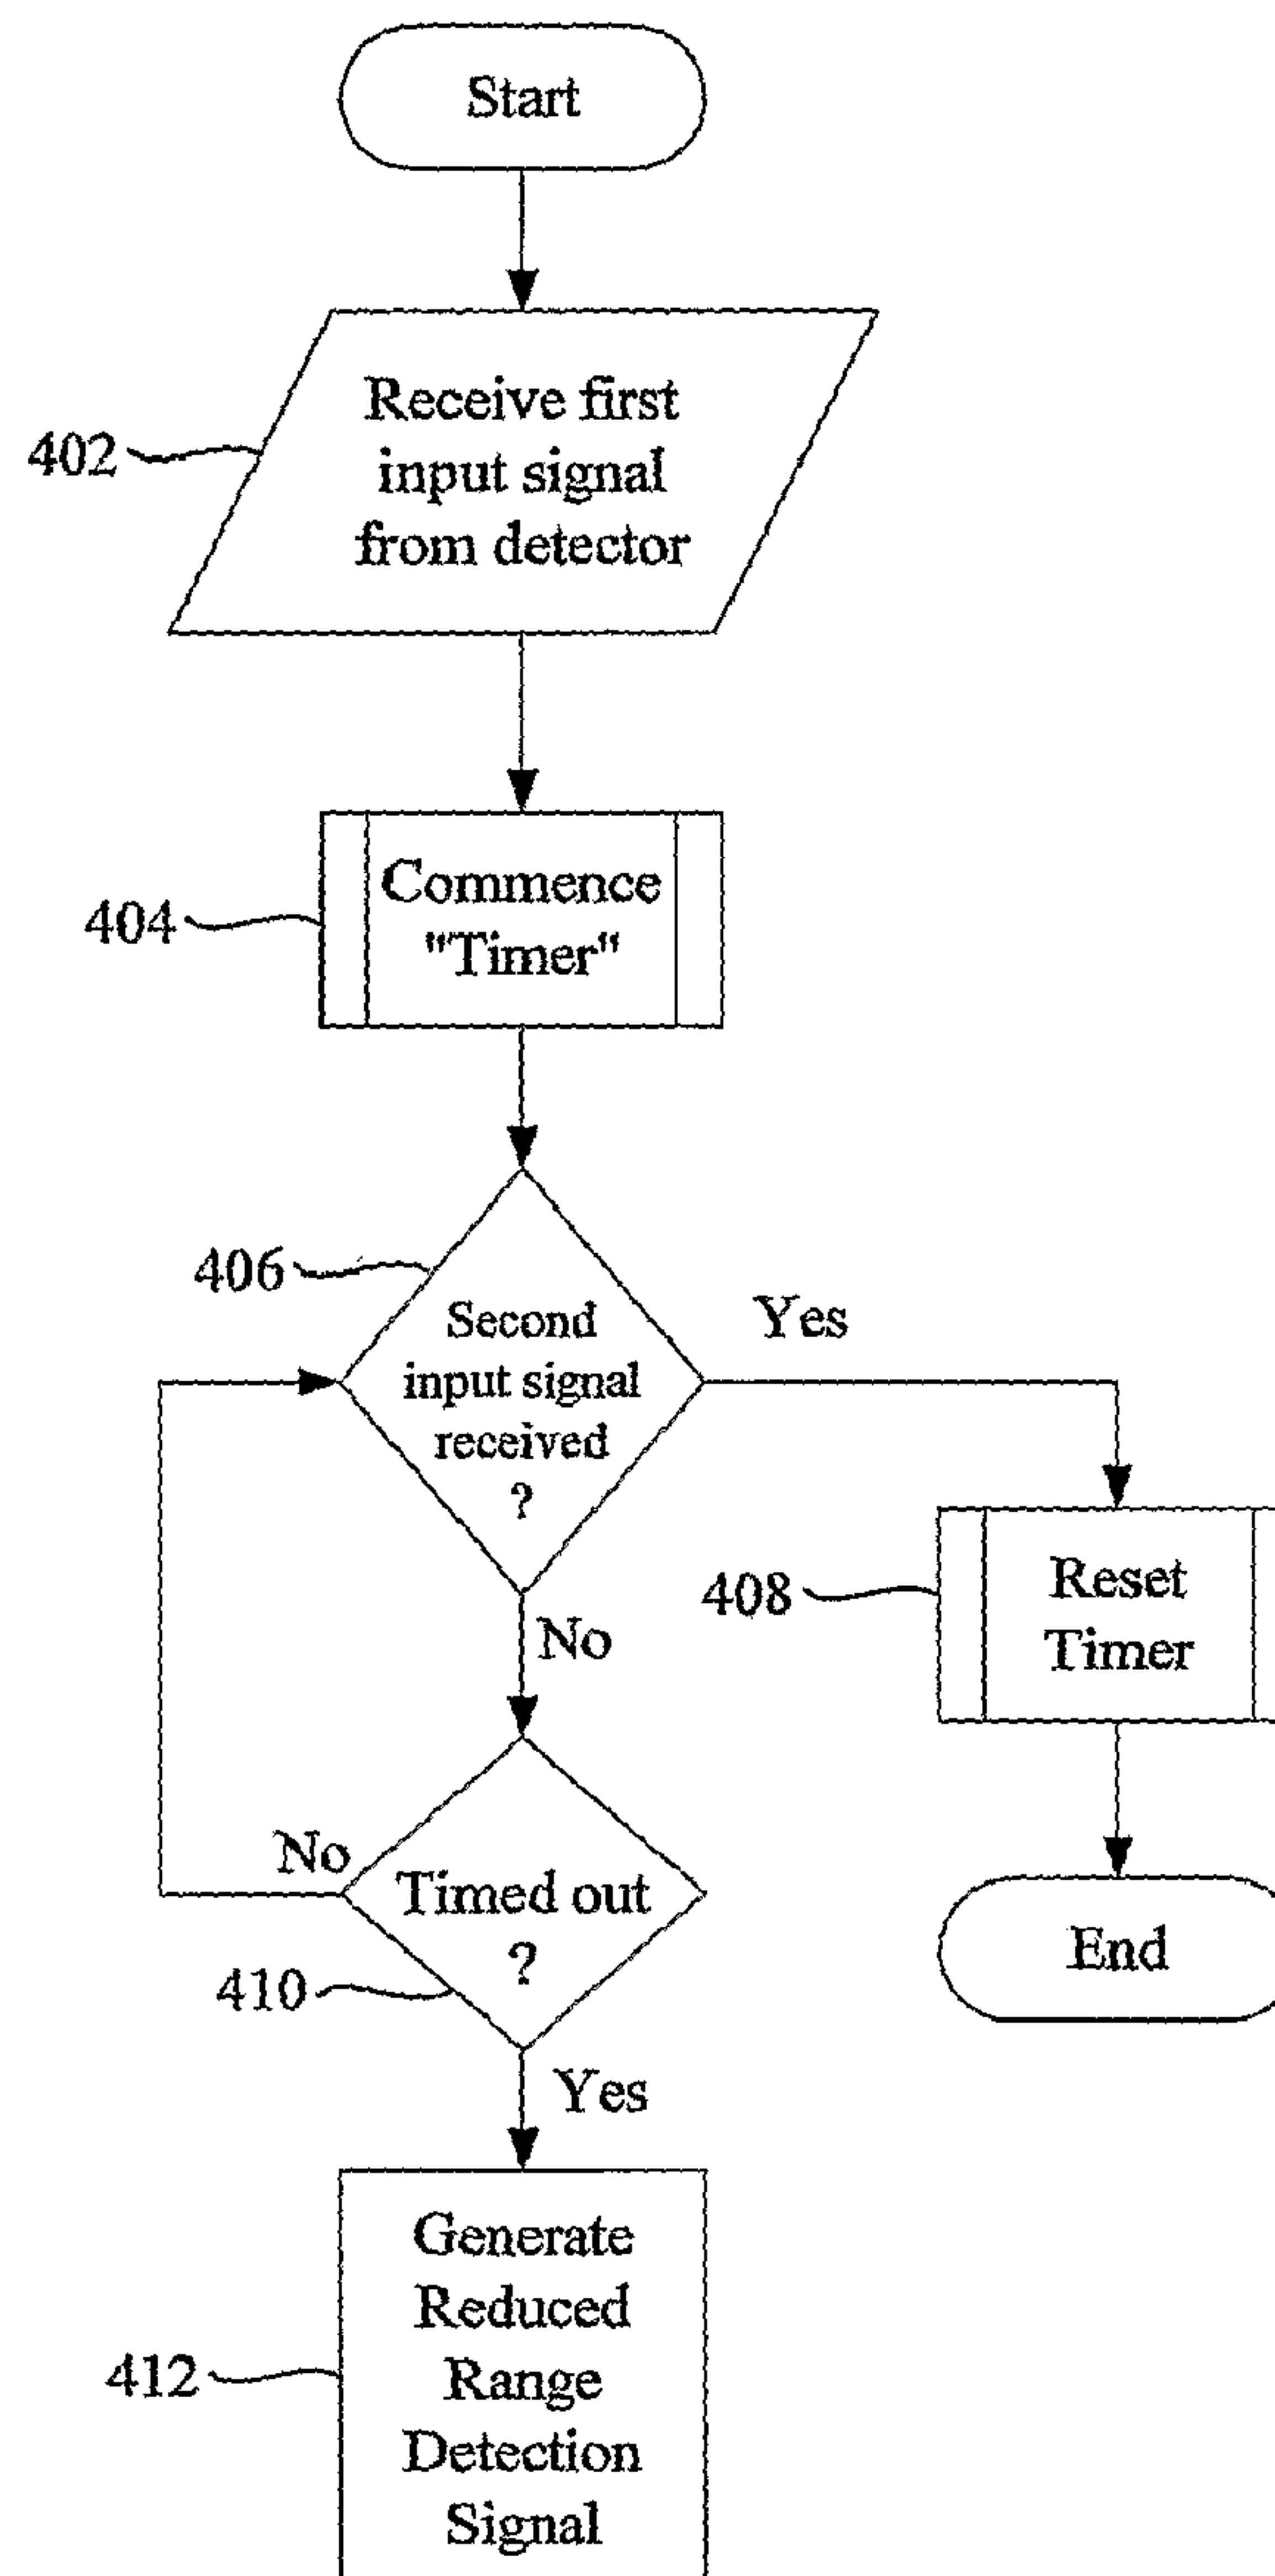 Start
402
Receive first
input signal
from detector
404
Commence
"Timer"
406
Second
input signal
received
?
Yes
No
408
Reset
Timer
No
Timed out
?
410
End
Yes
412
Generate
Reduced
Range
Detection
Signal